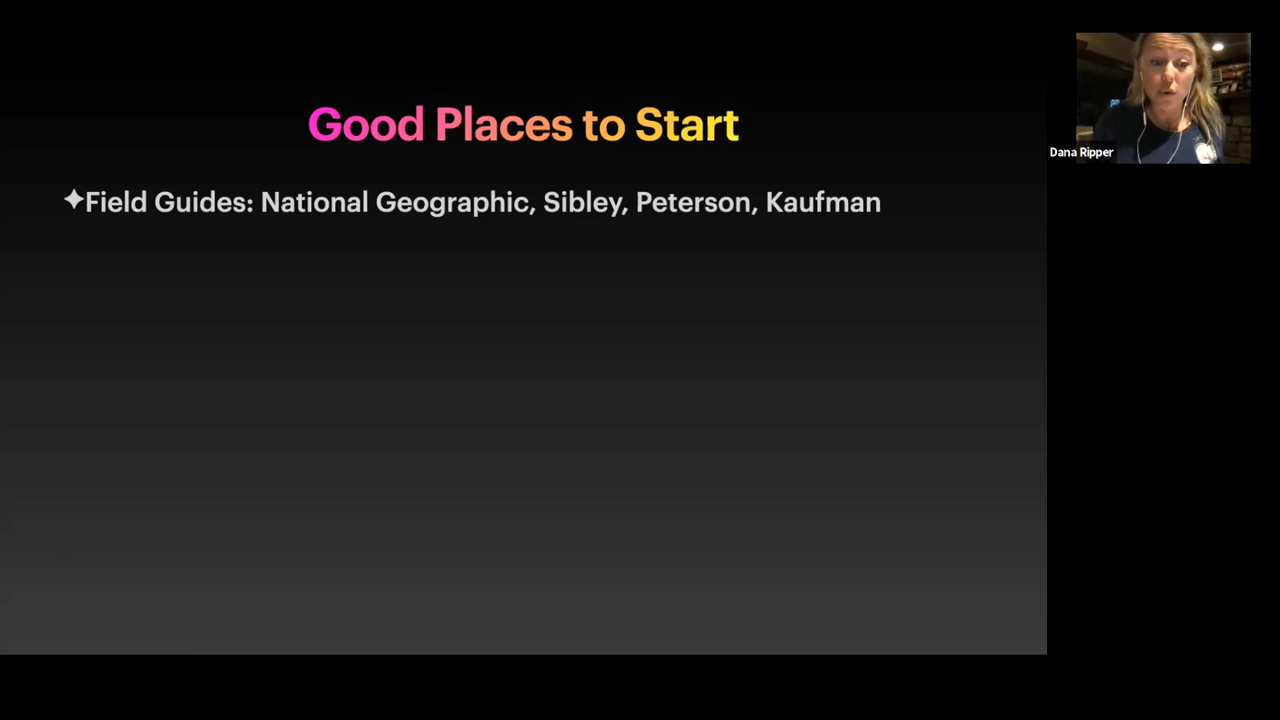 Good Places to Start
✦Field Guides: National Geographic, Sibley, Peterson, Kaufman
Dana Ripper